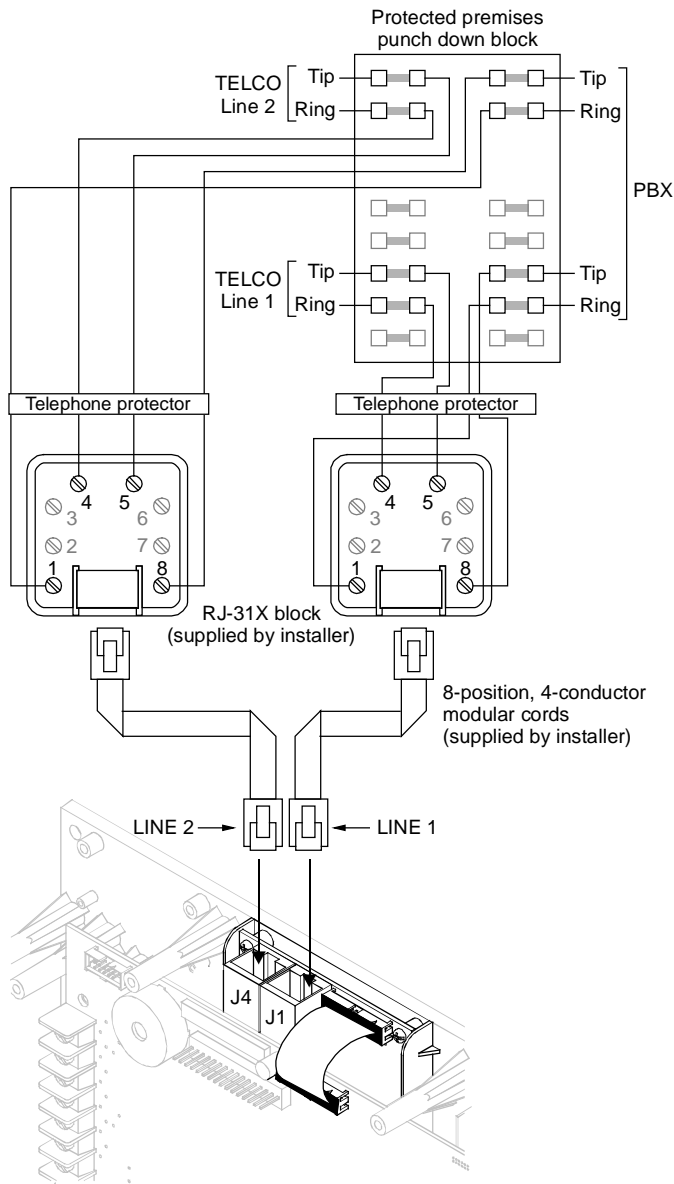 Protected premises
punch down block
TELCO
Line 2
Tip
Ring
Tip
Ring
PBX
TELCO
Line 1
Tip
Ring
Tip
Ring
Telephone protector
Telephone protector
4 5
3 6
2 7
1 8
4 5
3 6
2 7
1 8
RJ-31X block
(supplied by installer)
8-position, 4-conductor
modular cords
(supplied by installer)
LINE 2
LINE 1
J4
J1